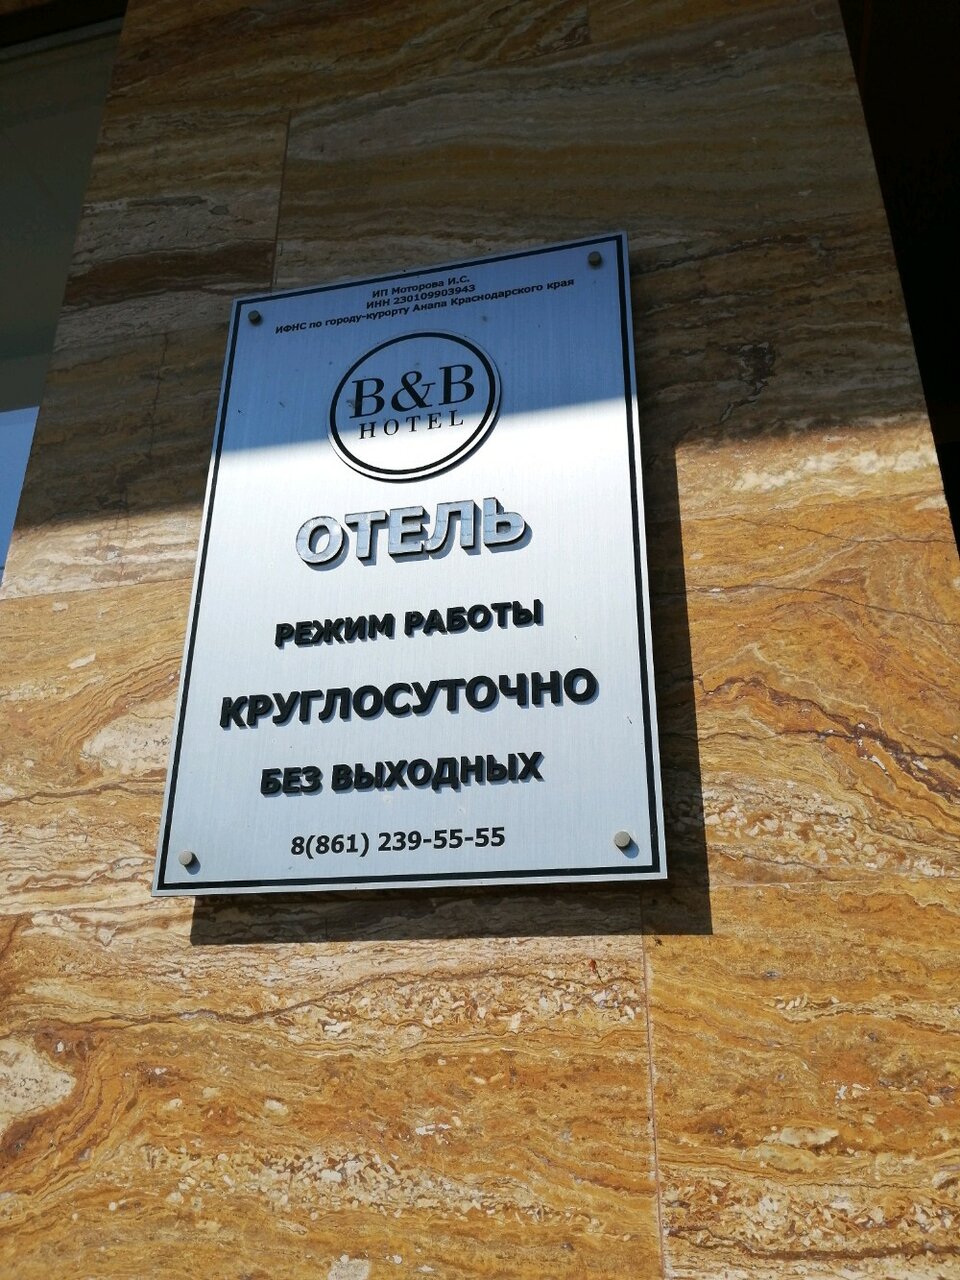 ИП Моторова И.С.
ИНН 230109903943
ИФНС по городу-курорту Анапа Краснодарского края
B&B
HOTEL
ОТЕЛЬ
РЕЖИМ РАБОТЫ
КРУГЛОСУТОЧНО
БЕЗ ВЫХОДНЫХ
8(861) 239-55-55